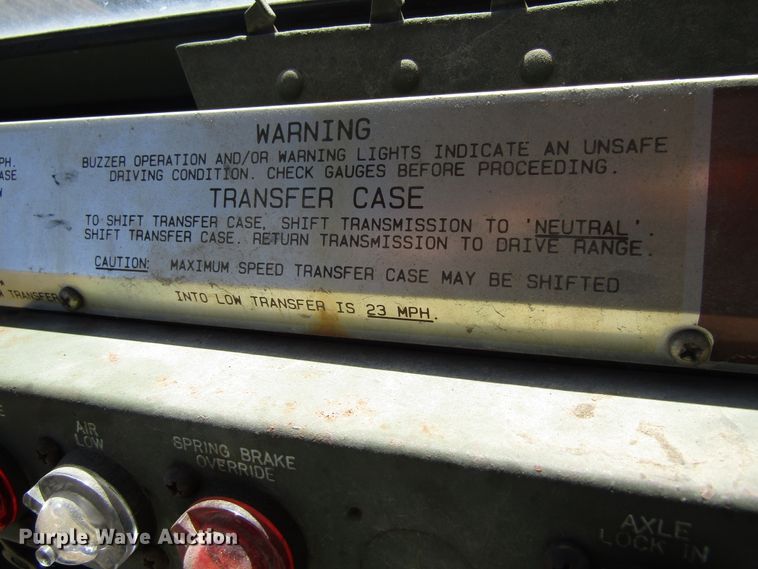 WARNING
PH. BUZZER OPERATION AND/OR WARNING LIGHTS INDICATE AN UNSAFE
DRIVING CONDITION. CHECK GAUGES BEFORE PROCEEDING.
TRANSFER CASE
TO SHIFT TRANSFER CASE, SHIFT TRANSMISSION TO 'NEUTRAL'.
SHIFT TRANSFER CASE. RETURN TRANSMISSION TO DRIVE RANGE.
CAUTION: MAXIMUM SPEED TRANSFER CASE MAY BE SHIFTED
TRANSFER INTO LOW TRANSFER IS 23 MPH.
AIR
LOW
SPRING BRAKE
OVERRIDE
AXLE
LOCK IN
Purple Wave Auction